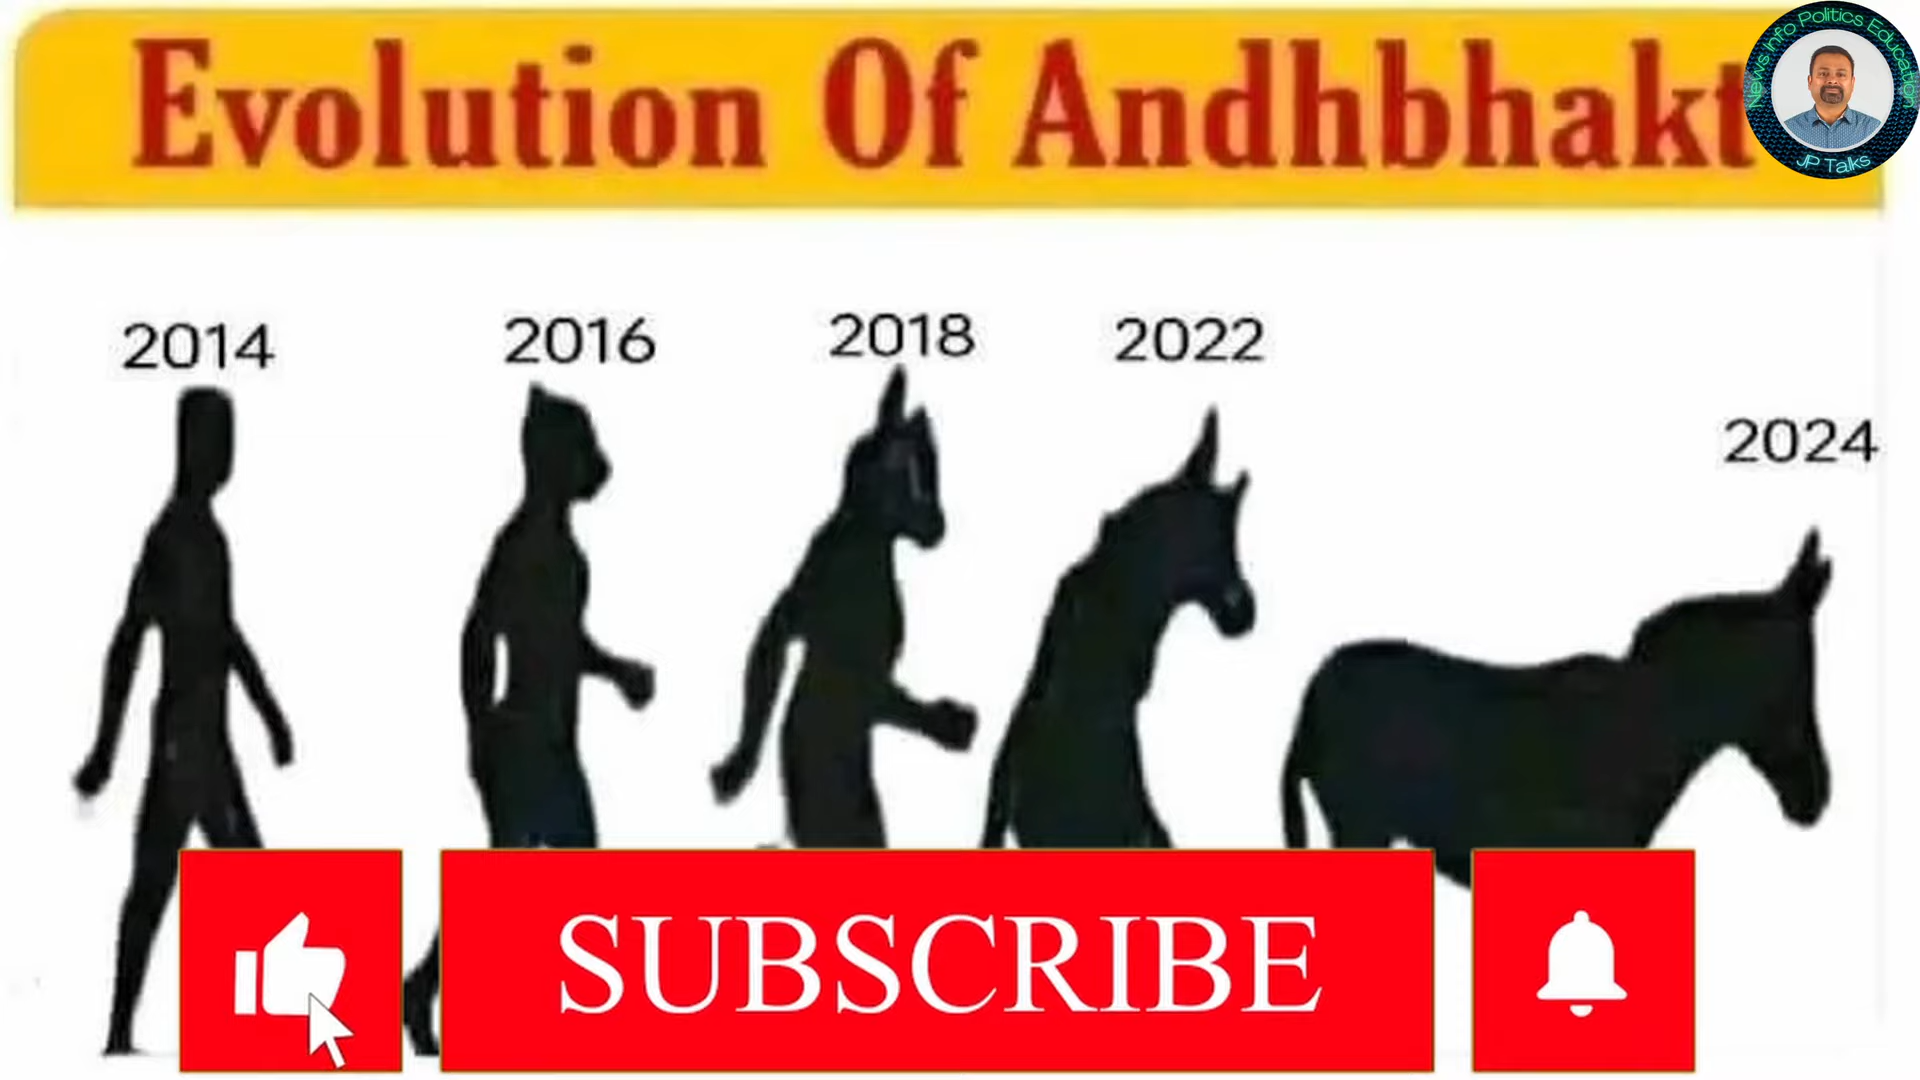 Evolution Of Andhbhakt
News Info Politics Education
JP Talks
2014
2016
2018
2022
2024
SUBSCRIBE